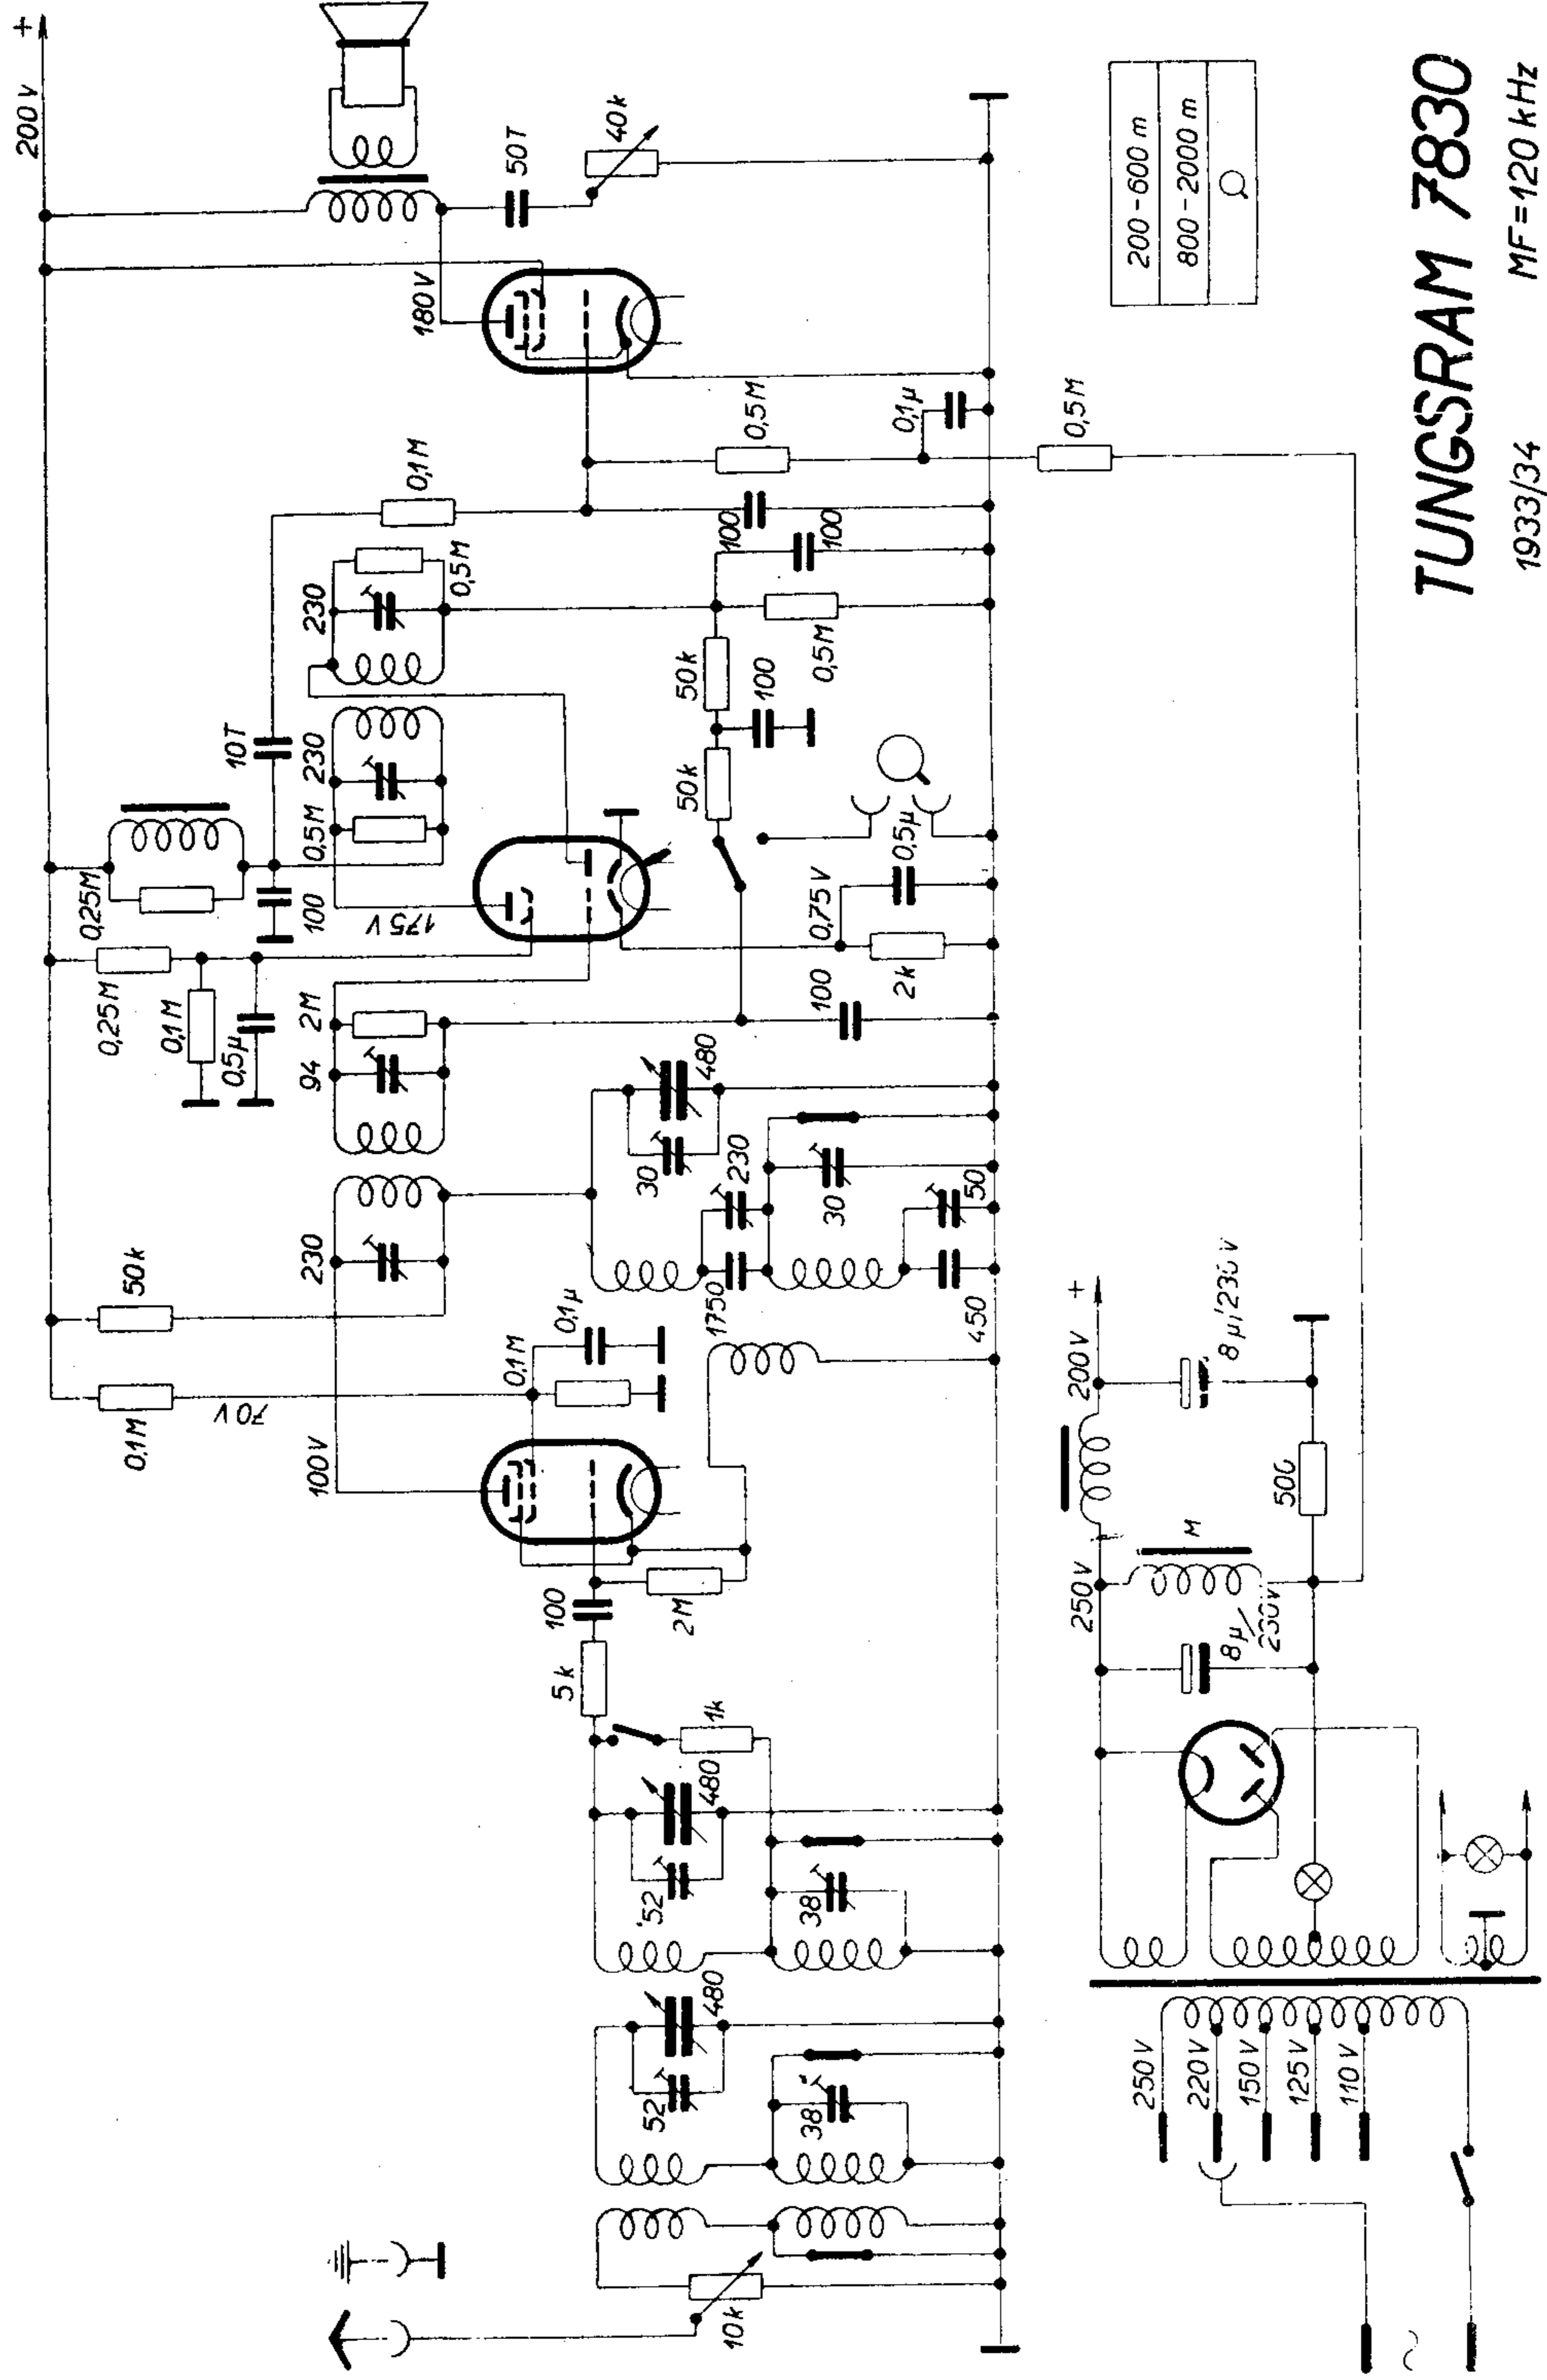 +
200V
50T
40k
180V
0,1M
0,5M
0,1µ
0,5M
100
100
230
0,5M
50k
100
0,5M
10T
230
0,5M
50k
0,25M
100
175V
0,75V
0,5µ
2k
100
0,25M
0,1M
0,5µ
2M
94
480
30
230
30
50
230
50k
0,1µ
0,1M
1750
450
0,1M
70V
100V
100
2M
5k
1k
480
52
38
480
52
38
10k
200-600 m
800-2000 m
TUNGSRAM 7830
1933/34
MF=120 kHz
+
200V
8µ/230V
500
M
250V
8µ/
250V
220V
150V
125V
110V
~